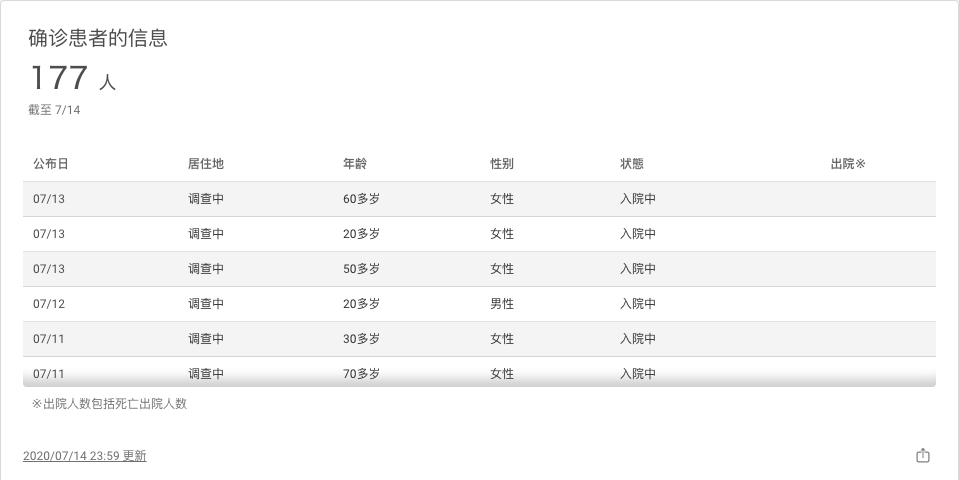 确诊患者的信息
177 人
截至 7/14
公布日 居住地 年龄 性别 状態 出院※
07/13 调查中 60多岁 女性 入院中
07/13 调查中 20多岁 女性 入院中
07/13 调查中 50多岁 女性 入院中
07/12 调查中 20多岁 男性 入院中
07/11 调查中 30多岁 女性 入院中
07/11 调查中 70多岁 女性 入院中
※出院人数包括死亡出院人数
2020/07/14 23:59 更新